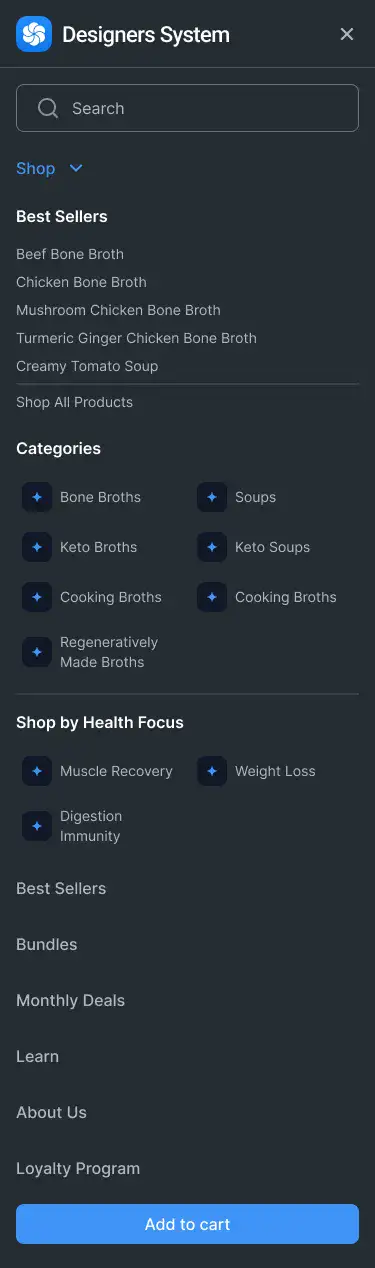 Designers System
Search
Shop
Best Sellers
Beef Bone Broth
Chicken Bone Broth
Mushroom Chicken Bone Broth
Turmeric Ginger Chicken Bone Broth
Creamy Tomato Soup
Shop All Products
Categories
Bone Broths
Soups
Keto Broths
Keto Soups
Cooking Broths
Cooking Broths
Regeneratively
Made Broths
Shop by Health Focus
Muscle Recovery
Weight Loss
Digestion
Immunity
Best Sellers
Bundles
Monthly Deals
Learn
About Us
Loyalty Program
Add to cart